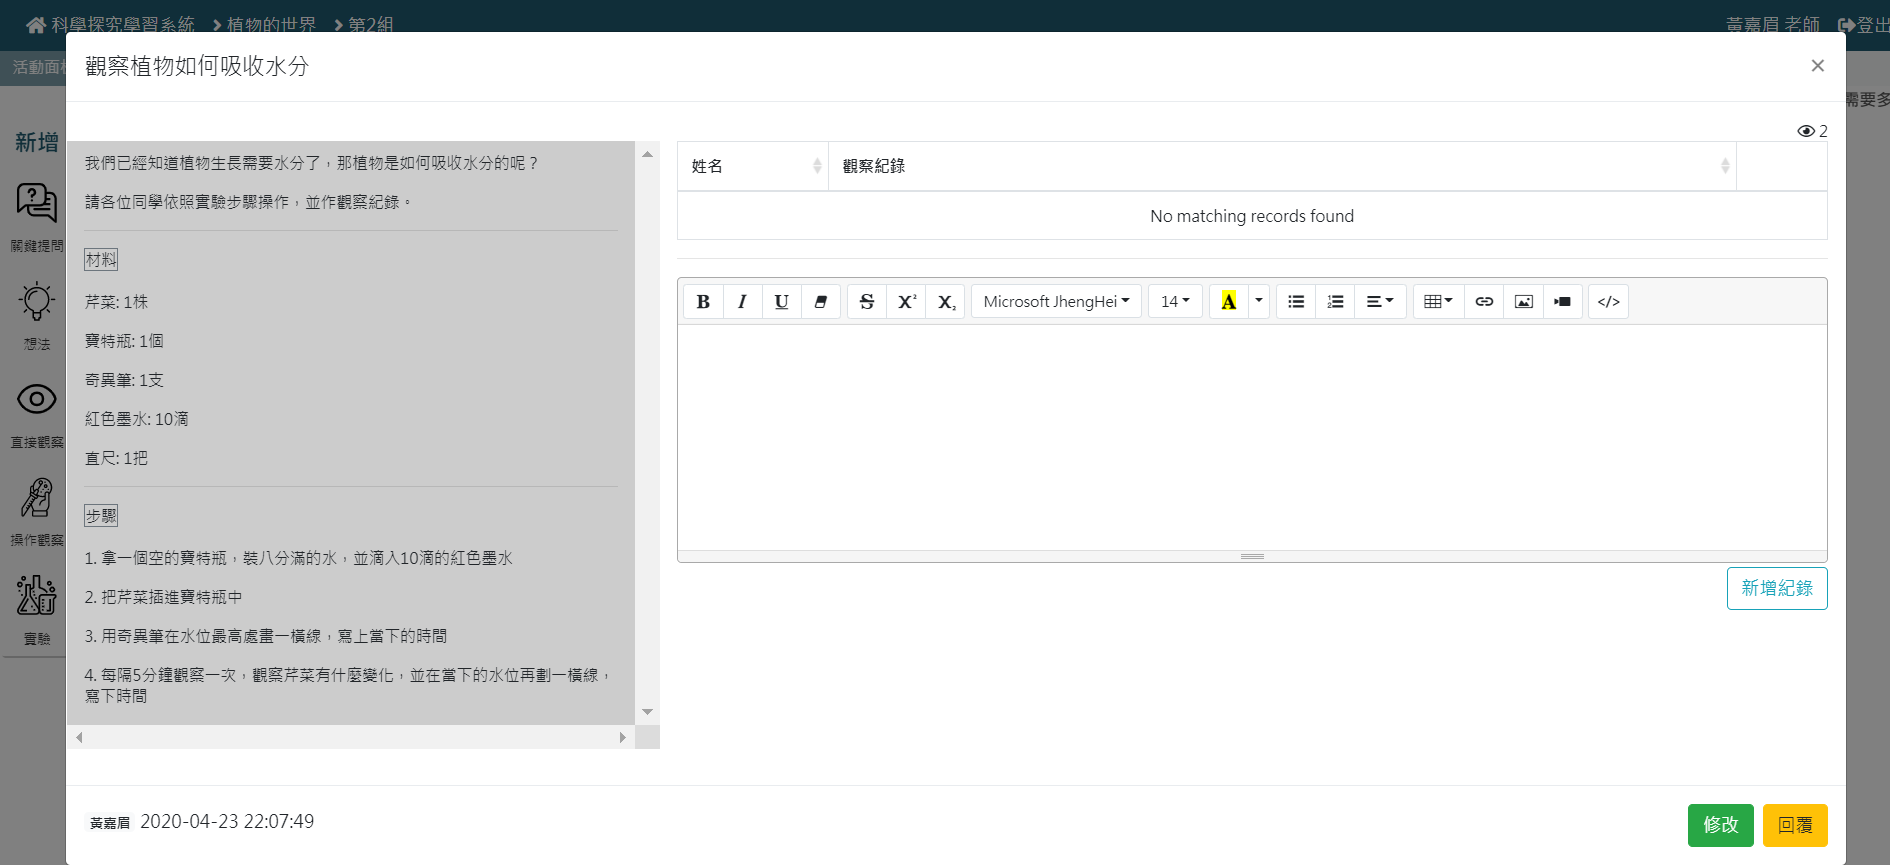 科學探究學習系統 植物的世界 第2組
黃嘉眉 老師 登出
活動面
需要多
觀察植物如何吸收水分
×
新增
關鍵提問
想法
直接觀察
操作觀察
實驗
我們已經知道植物生長需要水分了，那植物是如何吸收水分的呢？
請各位同學依照實驗步驟操作，並作觀察紀錄。
材料
芹菜: 1株
寶特瓶: 1個
奇異筆: 1支
紅色墨水: 10滴
直尺: 1把
步驟
1. 拿一個空的寶特瓶，裝八分滿的水，並滴入10滴的紅色墨水
2. 把芹菜插進寶特瓶中
3. 用奇異筆在水位最高處畫一橫線，寫上當下的時間
4. 每隔5分鐘觀察一次，觀察芹菜有什麼變化，並在當下的水位再劃一橫線，
寫下時間
2
姓名 觀察紀錄
No matching records found
B I U S X² X₂ Microsoft JhengHei 14 A </>
新增紀錄
黃嘉眉 2020-04-23 22:07:49
修改 回覆